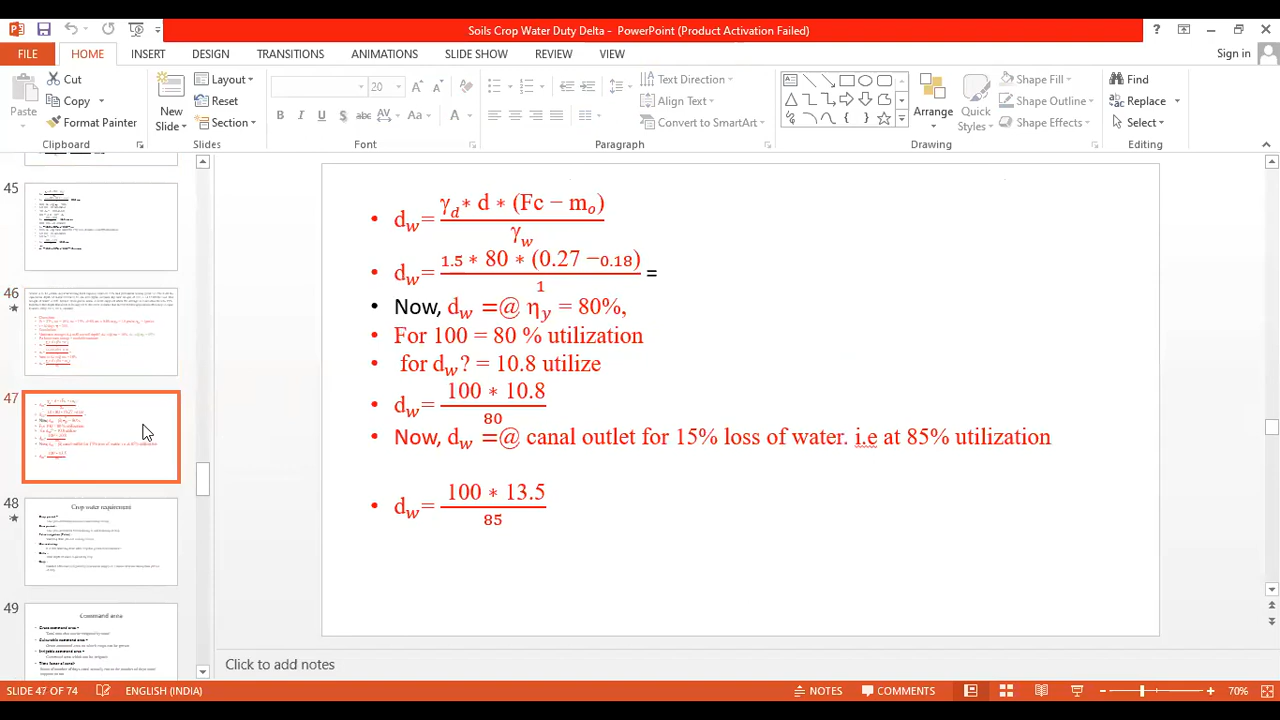 Soils Crop Water Duty Delta - PowerPoint (Product Activation Failed)
FILE HOME INSERT DESIGN TRANSITIONS ANIMATIONS SLIDE SHOW REVIEW VIEW Sign in
Paste Cut Copy Format Painter
Clipboard
New Slide Layout Reset Section
Slides
20
B I U S abc AV Aa A
Font
Text Direction Align Text Convert to SmartArt
Paragraph
Arrange Quick Styles Shape Fill Shape Outline Shape Effects
Drawing
Find Replace Select
Editing
45
46
47
48
Crop water requirement
49
Command area
• d_w= (γ_d* d * (Fc − m_o))/γ_w
• d_w= (1.5 * 80 * (0.27 −0.18))/1 =
• Now, d_w =@ η_y = 80%,
• For 100 = 80 % utilization
• for d_w? = 10.8 utilize
• d_w= (100 * 10.8)/80
• Now, d_w =@ canal outlet for 15% loss of water. i.e at 85% utilization
• d_w= (100 * 13.5)/85
Click to add notes
SLIDE 47 OF 74 ENGLISH (INDIA) NOTES COMMENTS 70%